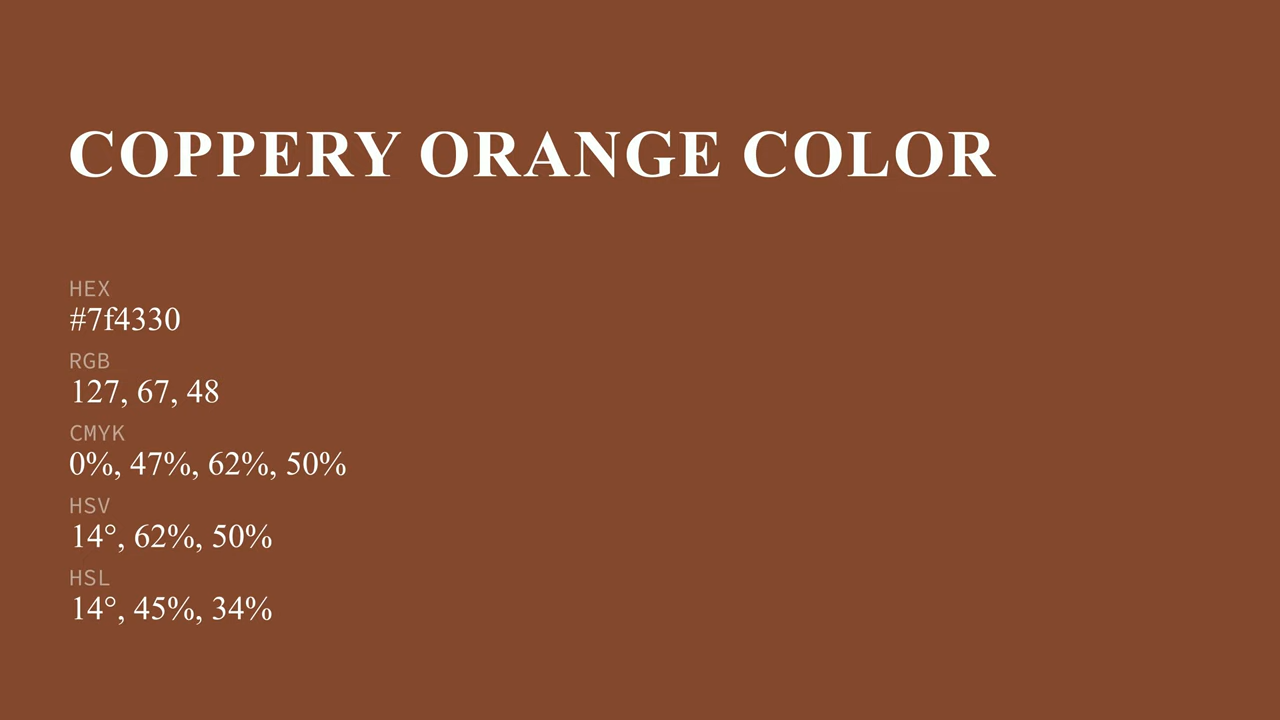 COPPERY ORANGE COLOR
HEX
#7f4330
RGB
127, 67, 48
CMYK
0%, 47%, 62%, 50%
HSV
14°, 62%, 50%
HSL
14°, 45%, 34%